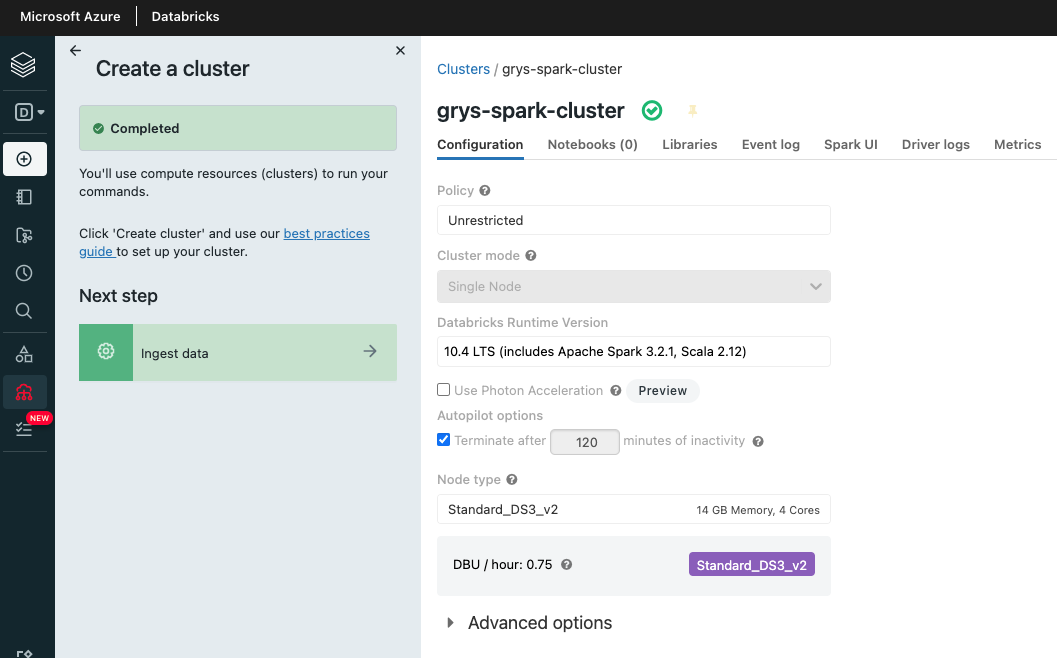 Microsoft Azure
Databricks
D
NEW
Create a cluster
Completed
You'll use compute resources (clusters) to run your
commands.
Click 'Create cluster' and use our best practices
guide to set up your cluster.
Next step
Ingest data
Clusters / grys-spark-cluster
grys-spark-cluster
Configuration Notebooks (0) Libraries Event log Spark UI Driver logs Metrics
Policy ?
Unrestricted
Cluster mode ?
Single Node
Databricks Runtime Version
10.4 LTS (includes Apache Spark 3.2.1, Scala 2.12)
Use Photon Acceleration ? Preview
Autopilot options
Terminate after 120 minutes of inactivity ?
Node type ?
Standard_DS3_v2 14 GB Memory, 4 Cores
DBU / hour: 0.75 ? Standard_DS3_v2
Advanced options